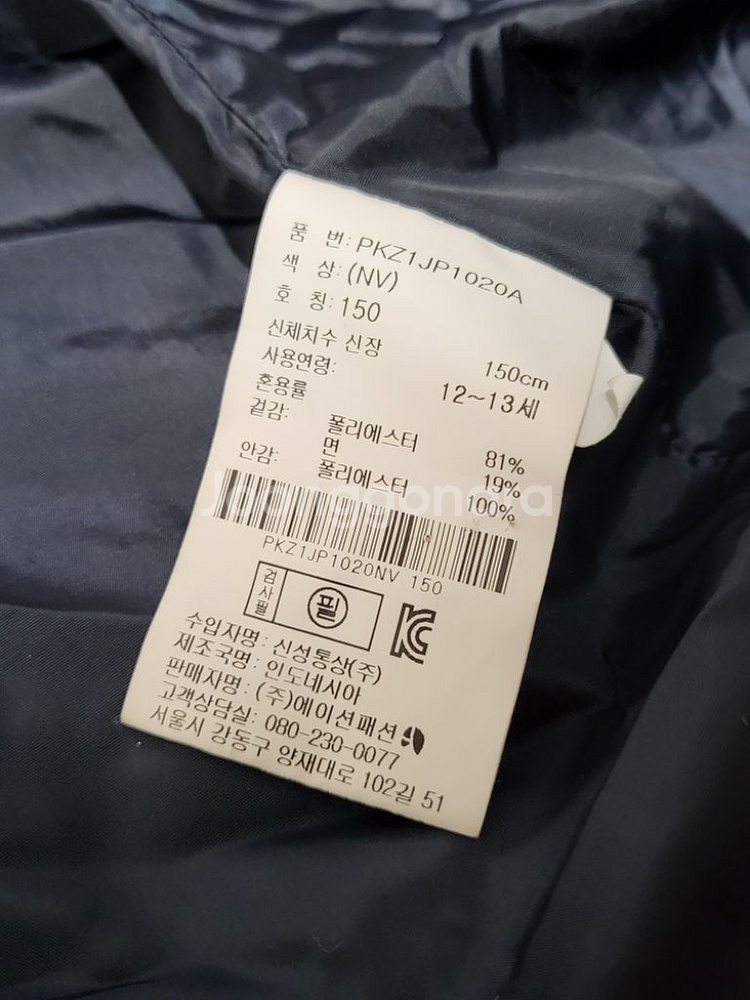 품 번: PKZ1JP1020A
색 상: (NV)
호 칭: 150
신체치수 신장 150cm
사용연령: 12~13세
혼용률
겉감: 폴리에스터 81%
면 19%
안감: 폴리에스터 100%
Joonggonara
PKZ1JP1020NV 150
검사필 필
수입자명: 신성통상(주)
제조국명: 인도네시아
판매자명: (주)에이션패션
고객상담실: 080-230-0077
서울시 강동구 양재대로 102길 51